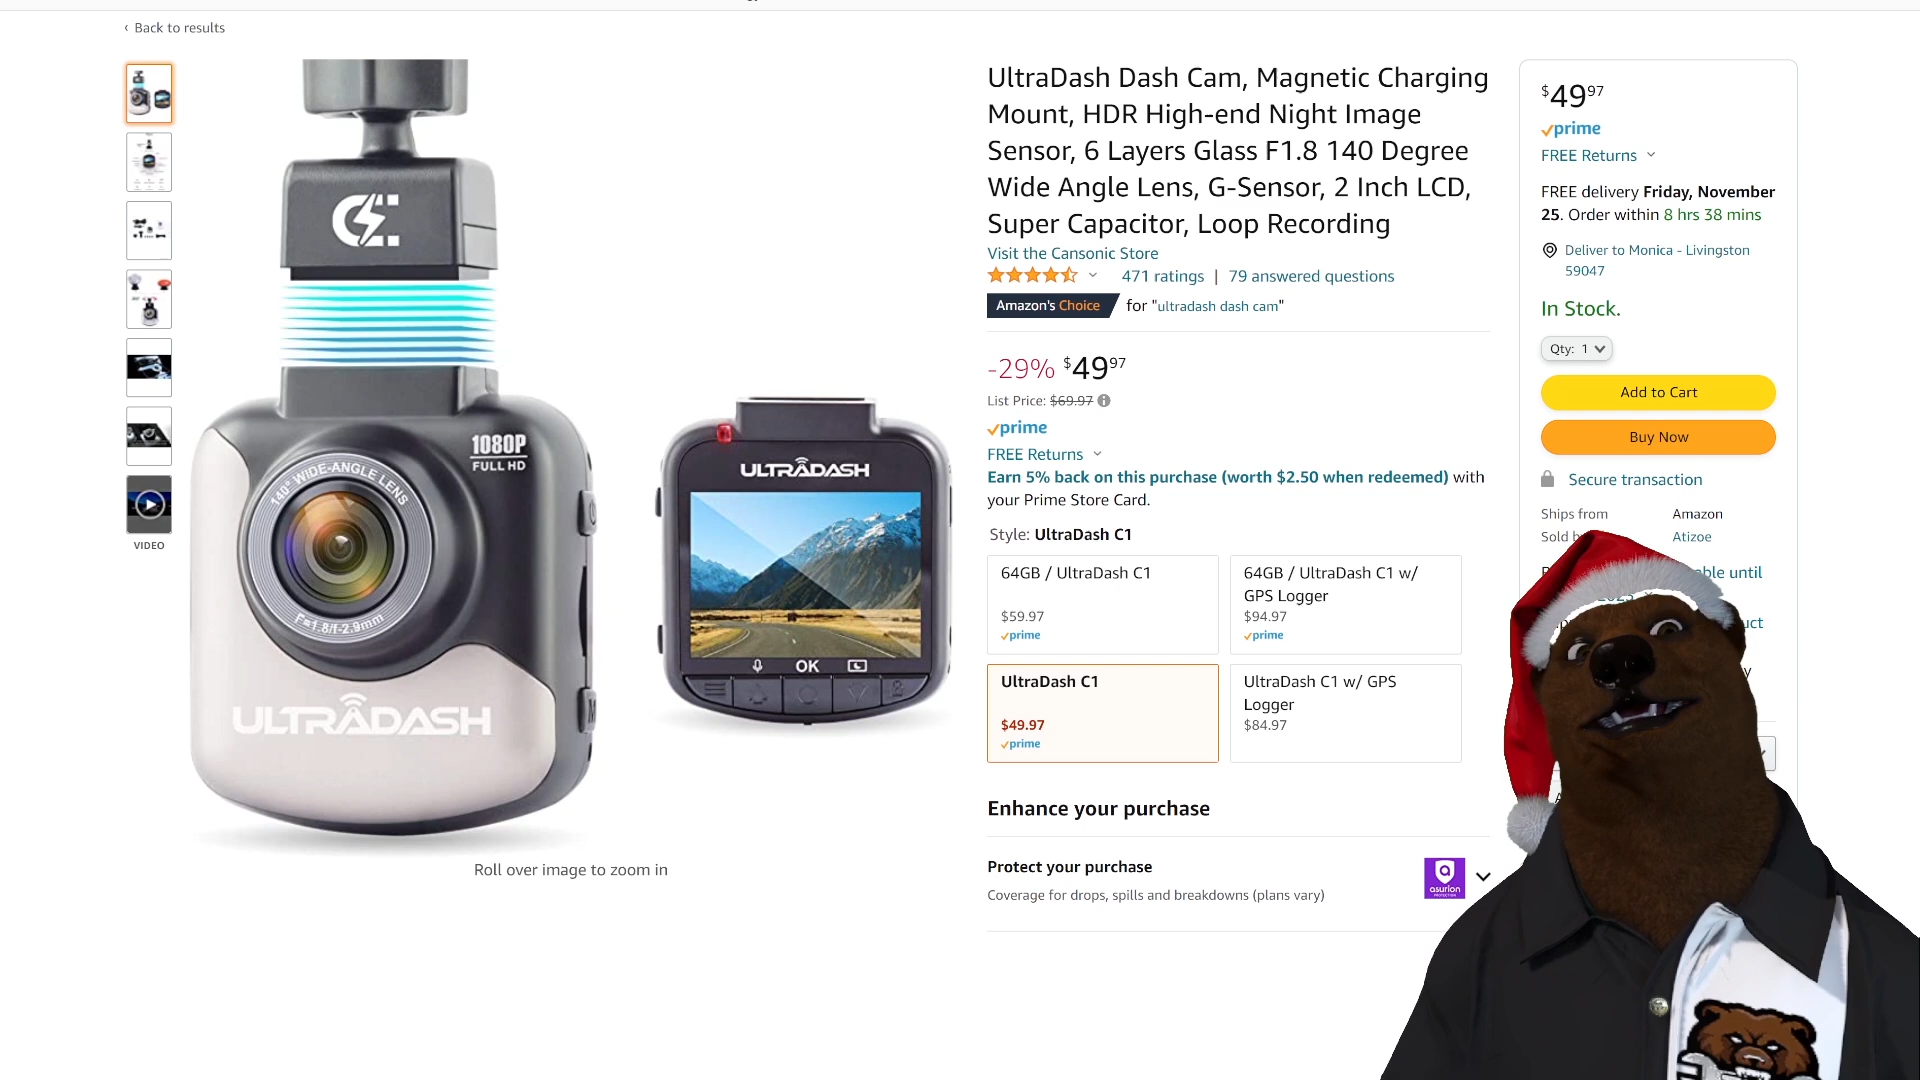 ‹ Back to results
VIDEO
1080P
FULL HD
140° WIDE-ANGLE LENS
F=1.8/f-2.9mm
ULTRADASH
ULTRADASH
OK
Roll over image to zoom in
UltraDash Dash Cam, Magnetic Charging
Mount, HDR High-end Night Image
Sensor, 6 Layers Glass F1.8 140 Degree
Wide Angle Lens, G-Sensor, 2 Inch LCD,
Super Capacitor, Loop Recording
Visit the Cansonic Store
471 ratings | 79 answered questions
Amazon's Choice for "ultradash dash cam"
-29% $49 97
List Price: $69.97
prime
FREE Returns
Earn 5% back on this purchase (worth $2.50 when redeemed) with
your Prime Store Card.
Style: UltraDash C1
64GB / UltraDash C1
$59.97
prime
64GB / UltraDash C1 w/
GPS Logger
$94.97
prime
UltraDash C1
$49.97
prime
UltraDash C1 w/ GPS
Logger
$84.97
Enhance your purchase
Protect your purchase
Coverage for drops, spills and breakdowns (plans vary)
asurion
$49 97
prime
FREE Returns
FREE delivery Friday, November
25. Order within 8 hrs 38 mins
Deliver to Monica - Livingston
59047
In Stock.
Qty: 1
Add to Cart
Buy Now
Secure transaction
Ships from Amazon
Sold Atizoe
until